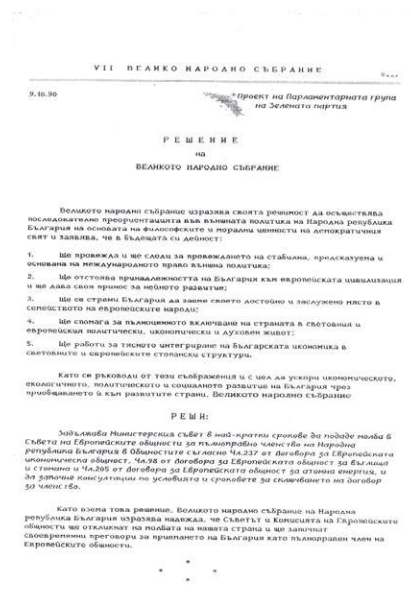 VII ВЕЛИКО НАРОДНО СЪБРАНИЕ
9.10.90
Проект на Парламентарната група
на Зелената партия
РЕШЕНИЕ
на
ВЕЛИКОТО НАРОДНО СЪБРАНИЕ
Великото народно събрание изразява своята решимост да осъществява
последователно преориентацията във външната политика на Народна република
България на основата на философските и морални ценности на демократичния
свят и заявява, че в бъдещата си дейност:
1. Ще провежда и ще следи за провеждането на стабилна, предсказуема и
основана на международното право външна политика;
2. Ще отстоява принадлежността на България към европейската цивилизация
и ще дава своя принос за нейното развитие;
3. Ще се стреми България да заеме своето достойно и заслужено място в
семейството на европейските народи;
4. Ще спомага за пълноценното включване на страната в световния и
европейския политически, икономически и духовен живот;
5. Ще работи за тясното интегриране на българската икономика в
световните и европейските стопански структури.
Като се ръководи от тези съображения и с цел да ускори икономическото,
екологичното, политическото и социалното развитие на България чрез
приобщаването ѝ към развитите страни, Великото народно събрание
РЕШИ:
Задължава Министерския съвет в най-кратки срокове да подаде молба в
Съвета на Европейските общности за пълноправно членство на Народна
република България в Общностите съгласно Чл.237 от Договора за Европейската
икономическа общност, Чл.98 от Договора за Европейската общност за въглища
и стомана и Чл.205 от Договора за Европейската общност за атомна енергия, и
да започне консултации по условията и сроковете за сключването на договор
за членство.
Като взема това решение, Великото народно събрание на Народна
република България изразява надежда, че Съветът и Комисията на Европейските
общности ще откликнат на молбата на нашата страна и ще започнат
своевременни преговори за приемането на България като пълноправен член на
Европейските общности.
*
* *